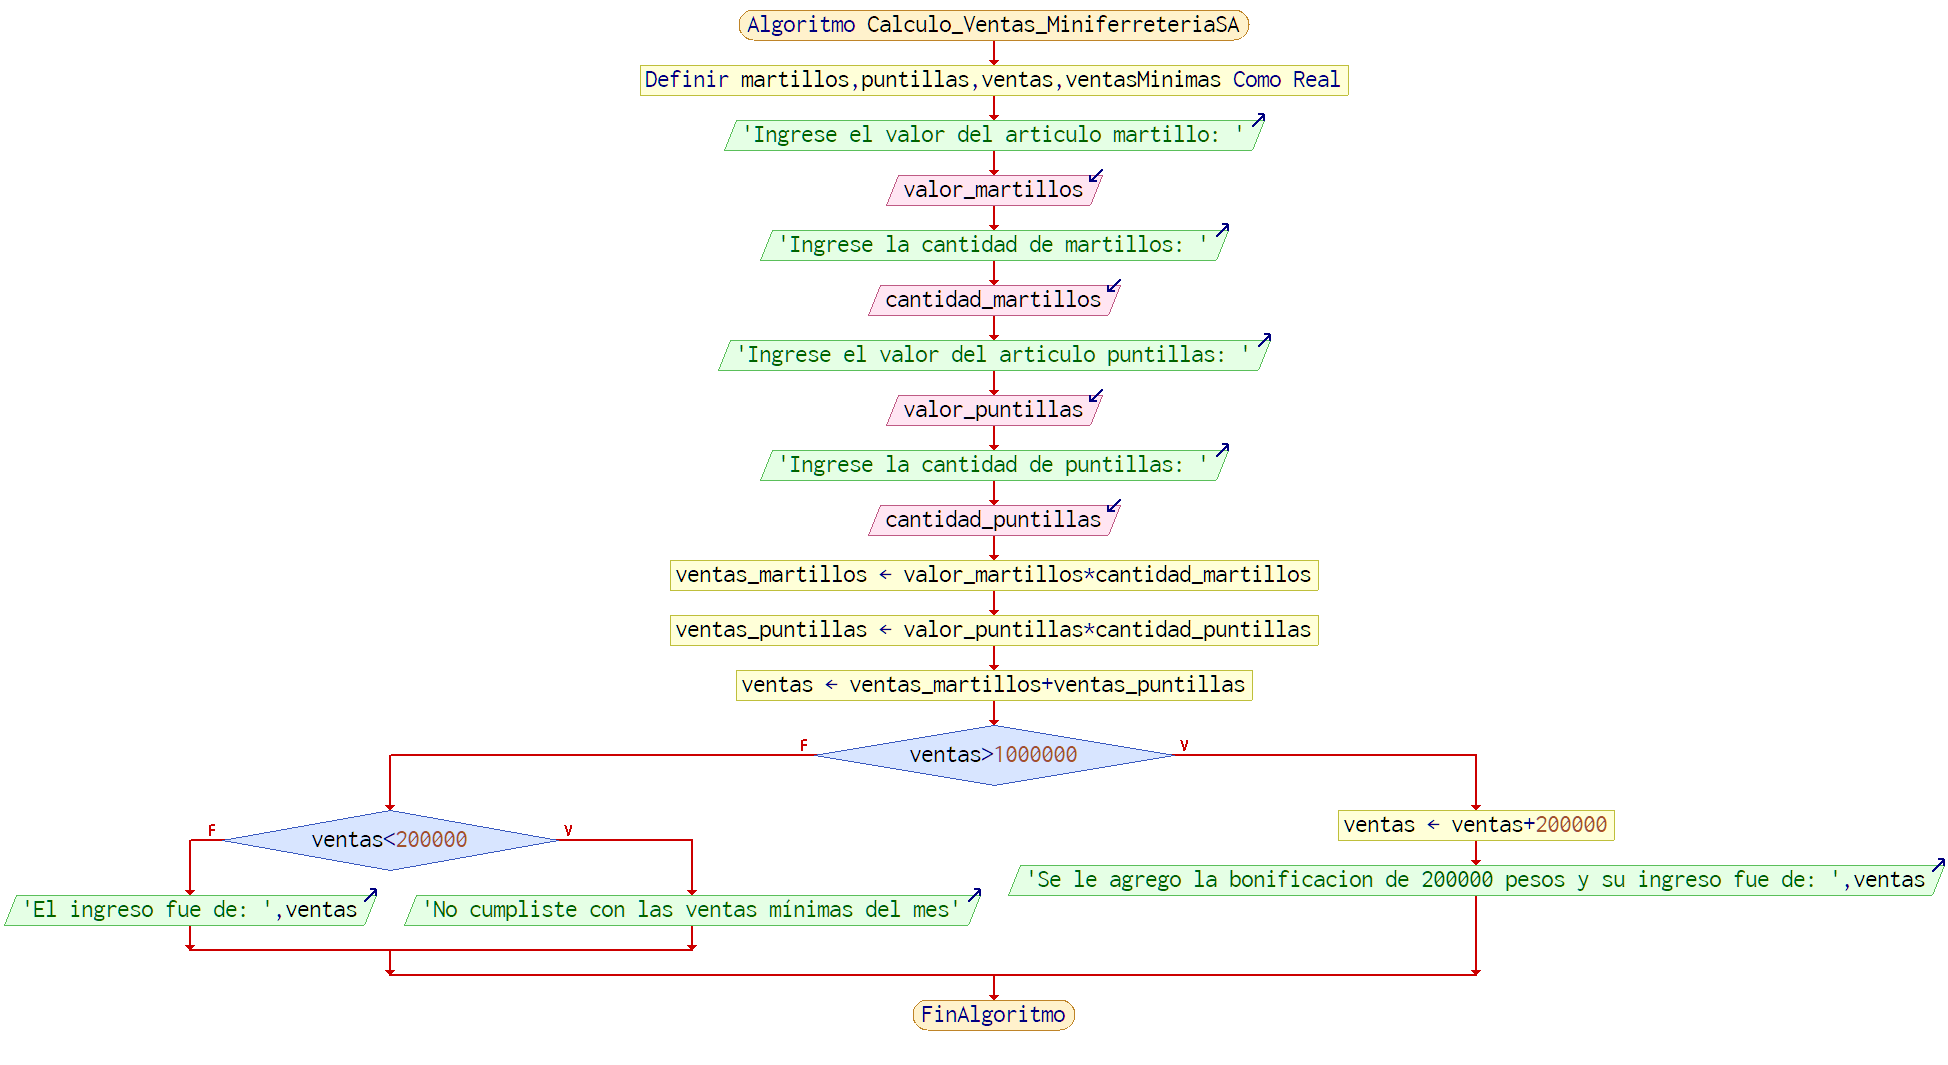 Algoritmo Calculo_Ventas_MiniferreteriaSA
Definir martillos,puntillas,ventas,ventasMinimas Como Real
'Ingrese el valor del articulo martillo: '
valor_martillos
'Ingrese la cantidad de martillos: '
cantidad_martillos
'Ingrese el valor del articulo puntillas: '
valor_puntillas
'Ingrese la cantidad de puntillas: '
cantidad_puntillas
ventas_martillos ← valor_martillos*cantidad_martillos
ventas_puntillas ← valor_puntillas*cantidad_puntillas
ventas ← ventas_martillos+ventas_puntillas
F
ventas>1000000
V
F
ventas<200000
V
ventas ← ventas+200000
'Se le agrego la bonificacion de 200000 pesos y su ingreso fue de: ',ventas
'El ingreso fue de: ',ventas
'No cumpliste con las ventas mínimas del mes'
FinAlgoritmo